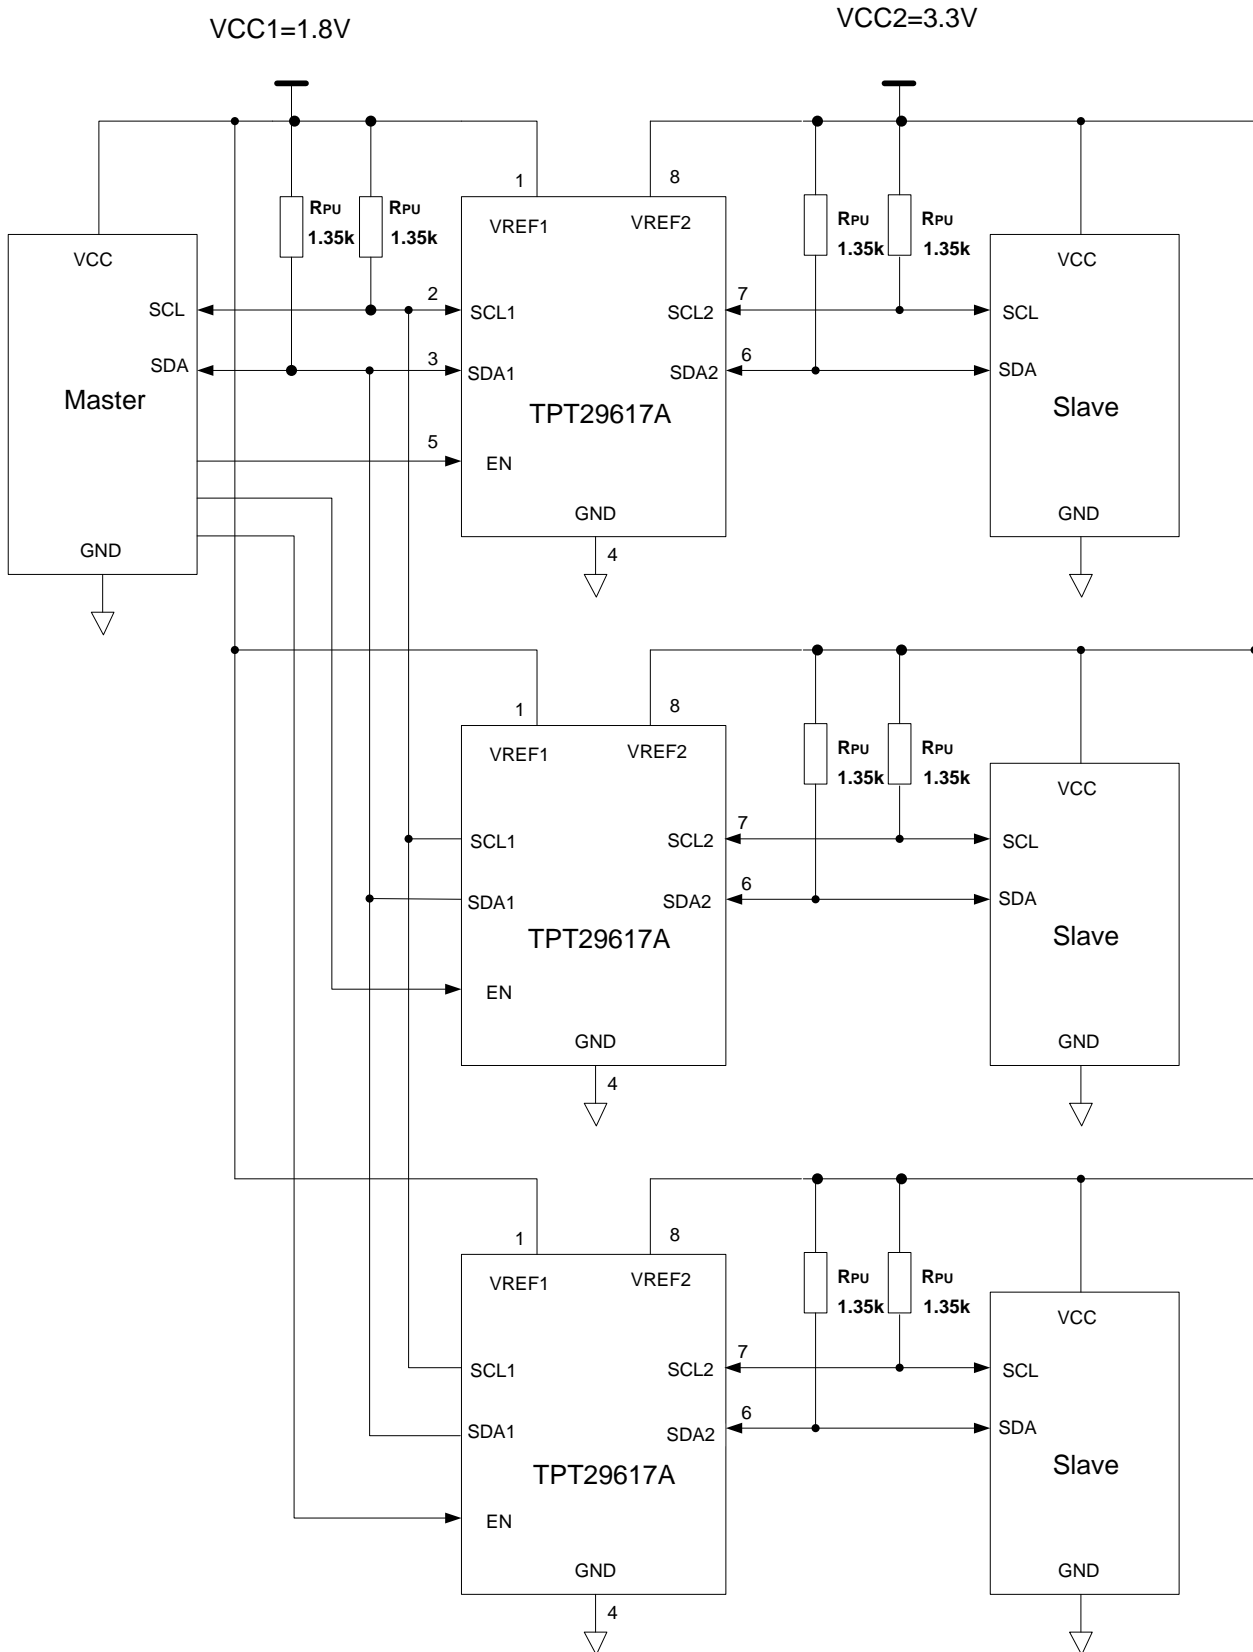 VCC1=1.8V
VCC2=3.3V
1
8
RPU
1.35k
RPU
1.35k
RPU
1.35k
RPU
1.35k
VREF1
VREF2
VCC
VCC
SCL
2
SCL1
SCL2
7
SCL
SDA
3
SDA1
SDA2
6
SDA
Master
TPT29617A
Slave
5
EN
GND
GND
GND
4
1
8
RPU
1.35k
RPU
1.35k
VREF1
VREF2
VCC
SCL1
SCL2
7
SCL
SDA1
SDA2
6
SDA
TPT29617A
Slave
EN
GND
GND
4
1
8
RPU
1.35k
RPU
1.35k
VREF1
VREF2
VCC
SCL1
SCL2
7
SCL
SDA1
SDA2
6
SDA
TPT29617A
Slave
EN
GND
GND
4